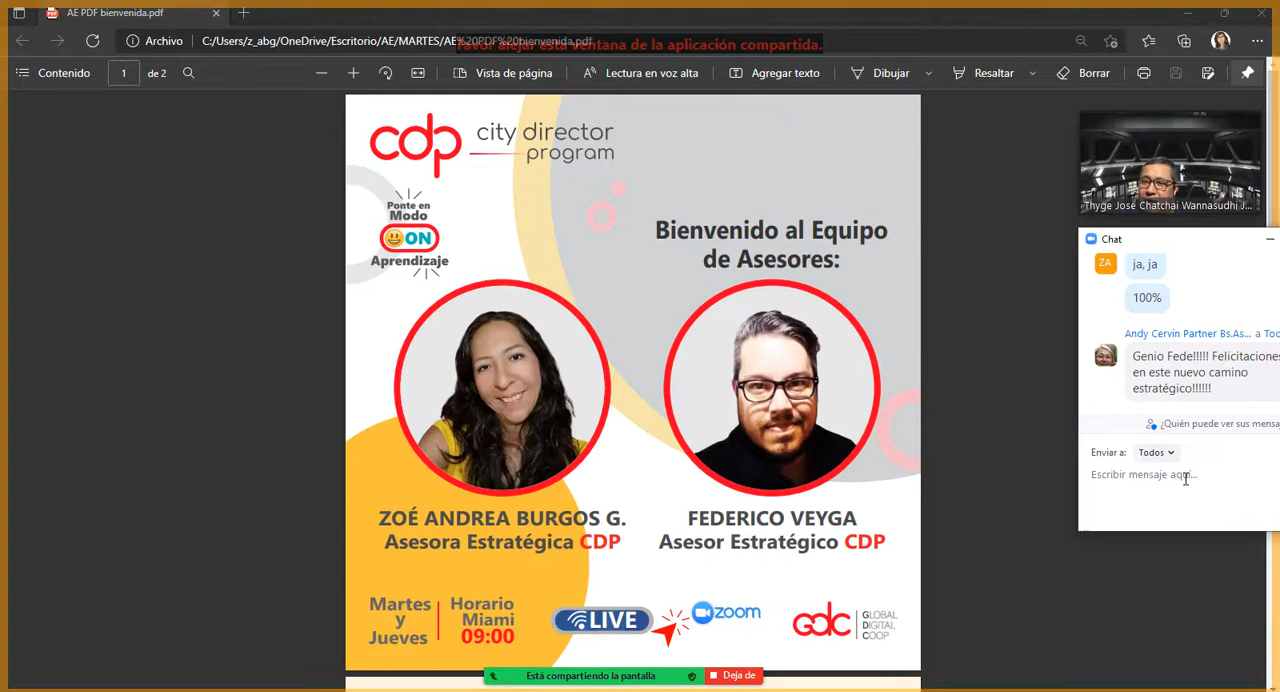 AE PDF bienvenida.pdf
Archivo
C:/Users/z_abg/OneDrive/Escritorio/AE/MARTES/AE%20PDF%20bienvenida.pdf
favor alejar esta ventana de la aplicación compartida.
Contenido
1
de 2
Vista de página
Lectura en voz alta
Agregar texto
Dibujar
Resaltar
Borrar
cdp
city director
program
Ponte en
Modo
ON
Aprendizaje
Bienvenido al Equipo
de Asesores:
ZOÉ ANDREA BURGOS G.
Asesora Estratégica CDP
FEDERICO VEYGA
Asesor Estratégico CDP
Martes
y
Jueves
Horario
Miami
09:00
LIVE
zoom
GDC
GLOBAL
DIGITAL
COOP
Está compartiendo la pantalla
Deja de
Thyge José Chatchai Wannasudhi J...
Chat
ZA
ja, ja
100%
Andy Cervín Partner Bs.As... a Too
Genio Fede!!!!! Felicitaciones
en este nuevo camino
estratégico!!!!!!
¿Quién puede ver sus mensa
Enviar a:
Todos
Escribir mensaje aquí...